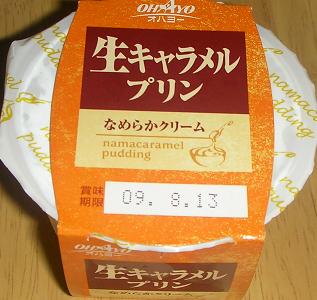 OHAYO
オハヨー
生キャラメル
プリン
なめらかクリーム
namacaramel
pudding
賞味
期限
09. 8.13
OHAYO
オハヨー
生キャラメル
プリン